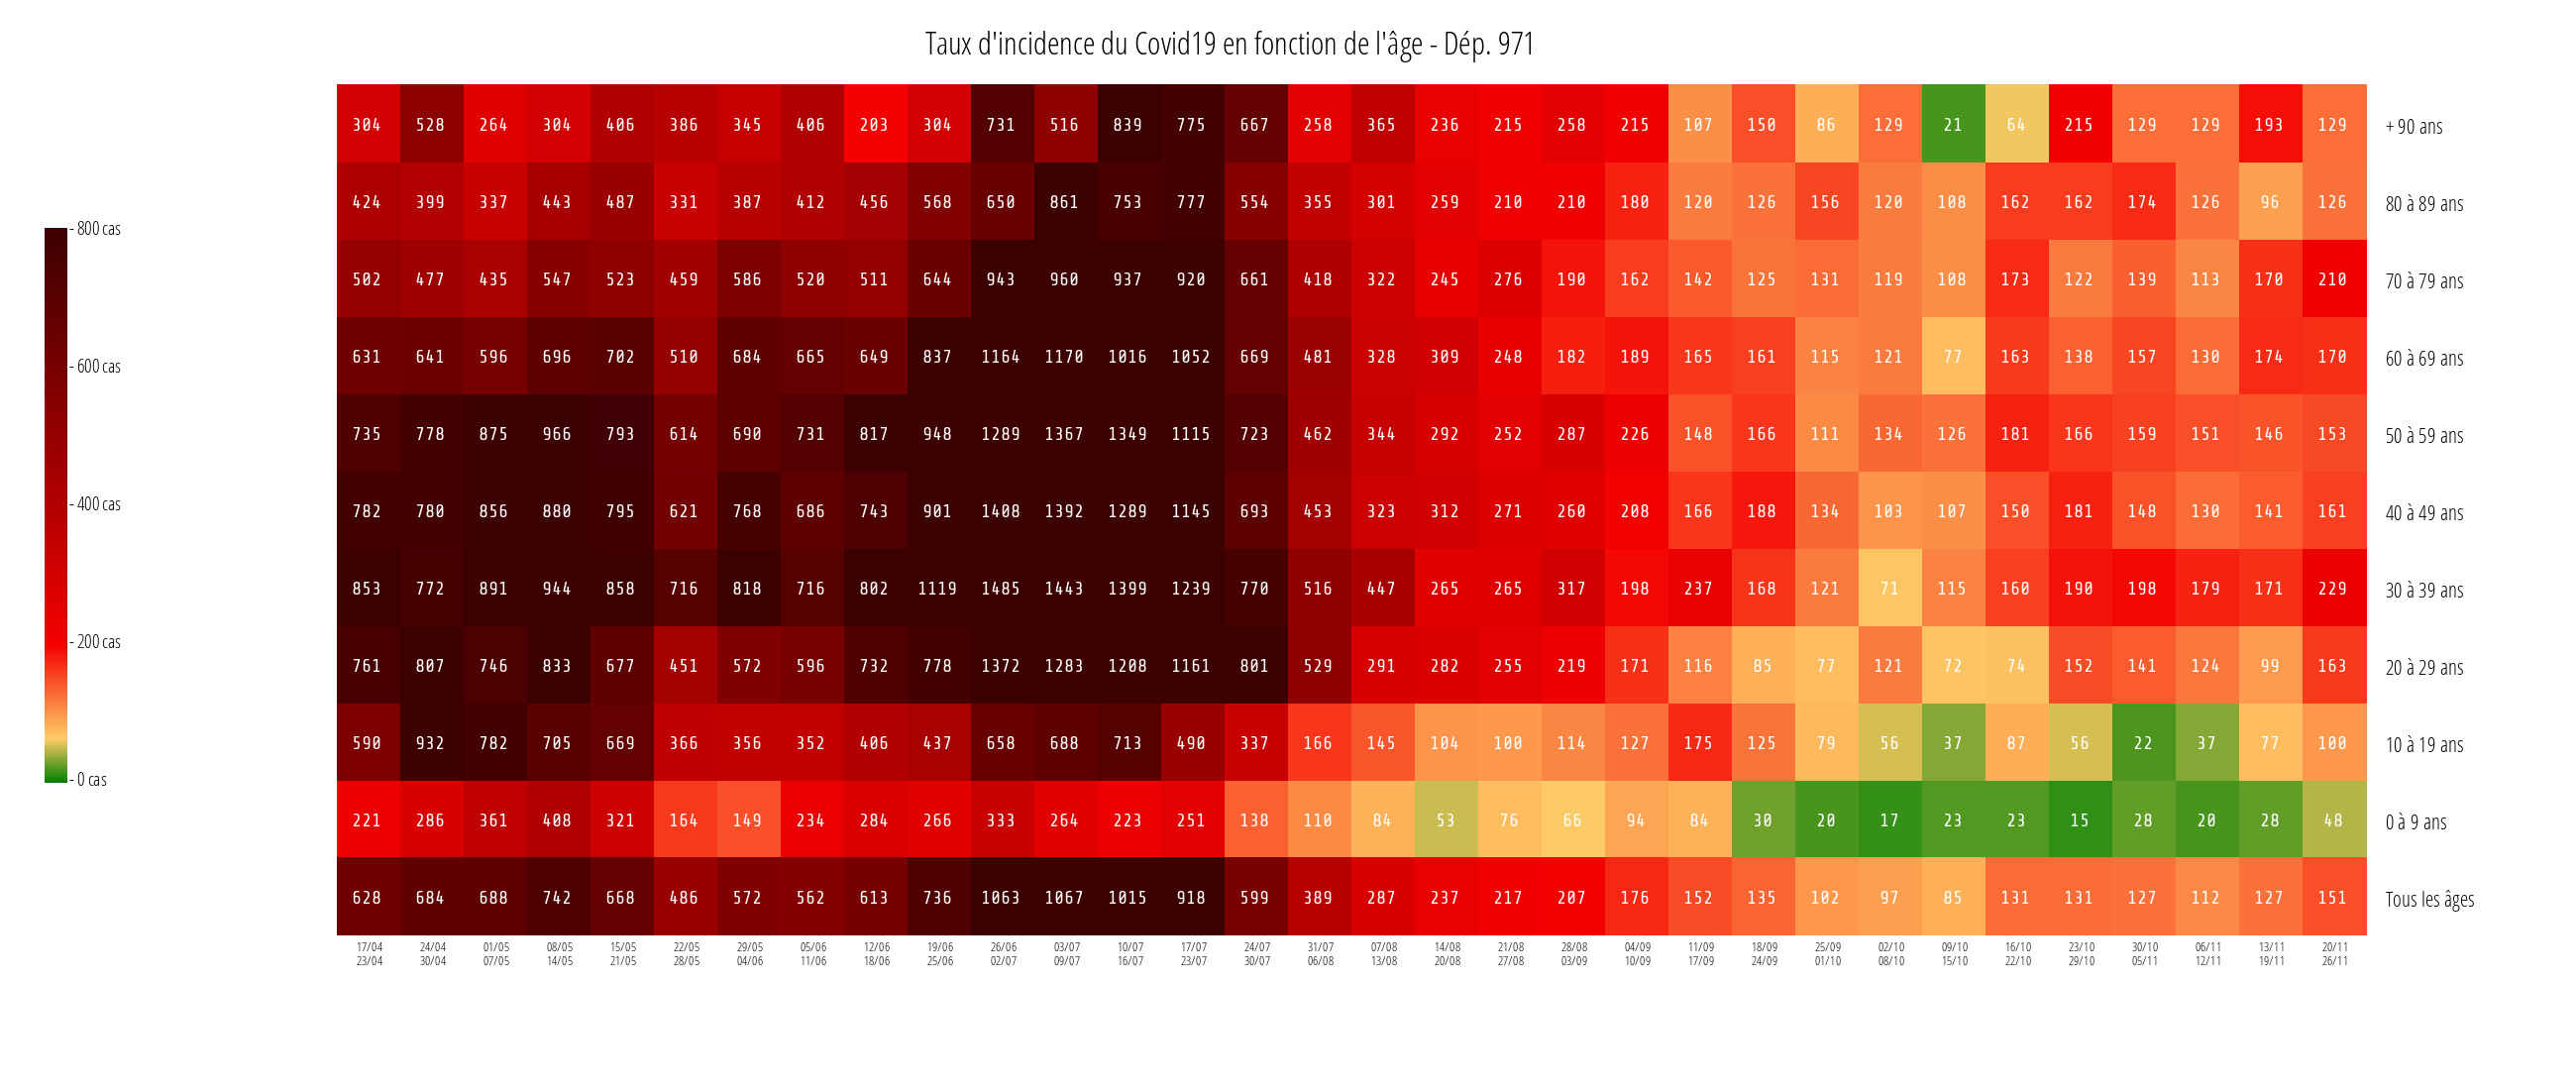 Taux d'incidence du Covid19 en fonction de l'âge - Dép. 971
304 528 264 304 406 386 345 406 203 304 731 516 839 775 667 258 365 236 215 258 215 107 150 86 129 21 64 215 129 129 193 129 + 90 ans
424 399 337 443 487 331 387 412 456 568 650 861 753 777 554 355 301 259 210 210 180 120 126 156 120 108 162 162 174 126 96 126 80 à 89 ans
- 800 cas
502 477 435 547 523 459 586 520 511 644 943 960 937 920 661 418 322 245 276 190 162 142 125 131 119 108 173 122 139 113 170 210 70 à 79 ans
631 641 596 696 702 510 684 665 649 837 1164 1170 1016 1052 669 481 328 309 248 182 189 165 161 115 121 77 163 138 157 130 174 170 60 à 69 ans
- 600 cas
735 778 875 966 793 614 690 731 817 948 1289 1367 1349 1115 723 462 344 292 252 287 226 148 166 111 134 126 181 166 159 151 146 153 50 à 59 ans
- 400 cas
782 780 856 880 795 621 768 686 743 901 1408 1392 1289 1145 693 453 323 312 271 260 208 166 188 134 103 107 150 181 148 130 141 161 40 à 49 ans
853 772 891 944 858 716 818 716 802 1119 1485 1443 1399 1239 770 516 447 265 265 317 198 237 168 121 71 115 160 190 198 179 171 229 30 à 39 ans
- 200 cas
761 807 746 833 677 451 572 596 732 778 1372 1283 1208 1161 801 529 291 282 255 219 171 116 85 77 121 72 74 152 141 124 99 163 20 à 29 ans
590 932 782 705 669 366 356 352 406 437 658 688 713 490 337 166 145 104 100 114 127 175 125 79 56 37 87 56 22 37 77 100 10 à 19 ans
- 0 cas
221 286 361 408 321 164 149 234 284 266 333 264 223 251 138 110 84 53 76 66 94 84 30 20 17 23 23 15 28 20 28 48 0 à 9 ans
628 684 688 742 668 486 572 562 613 736 1063 1067 1015 918 599 389 287 237 217 207 176 152 135 102 97 85 131 131 127 112 127 151 Tous les âges
17/04 24/04 01/05 08/05 15/05 22/05 29/05 05/06 12/06 19/06 26/06 03/07 10/07 17/07 24/07 31/07 07/08 14/08 21/08 28/08 04/09 11/09 18/09 25/09 02/10 09/10 16/10 23/10 30/10 06/11 13/11 20/11
23/04 30/04 07/05 14/05 21/05 28/05 04/06 11/06 18/06 25/06 02/07 09/07 16/07 23/07 30/07 06/08 13/08 20/08 27/08 03/09 10/09 17/09 24/09 01/10 08/10 15/10 22/10 29/10 05/11 12/11 19/11 26/11